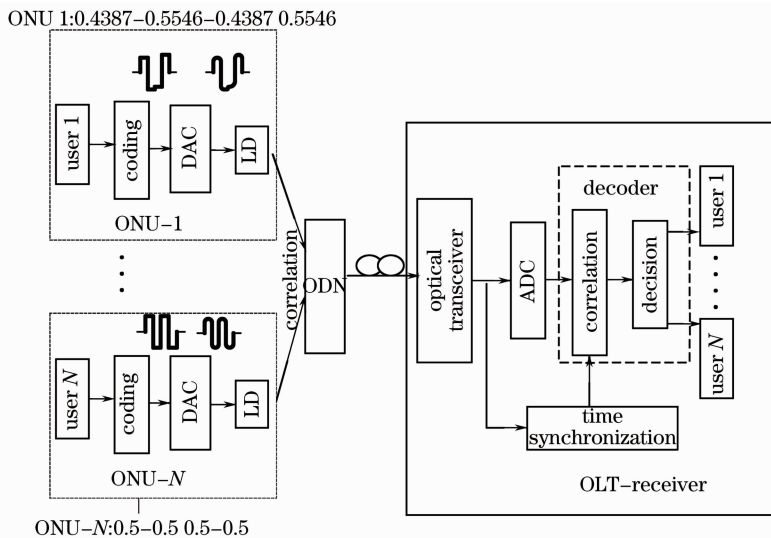 ONU 1:0.4387-0.5546-0.4387 0.5546
user 1
coding
DAC
LD
ONU-1
correlation
ODN
user N
coding
DAC
LD
ONU-N
ONU-N:0.5-0.5 0.5-0.5
optical
transceiver
ADC
decoder
correlation
decision
user 1
user N
time
synchronization
OLT-receiver